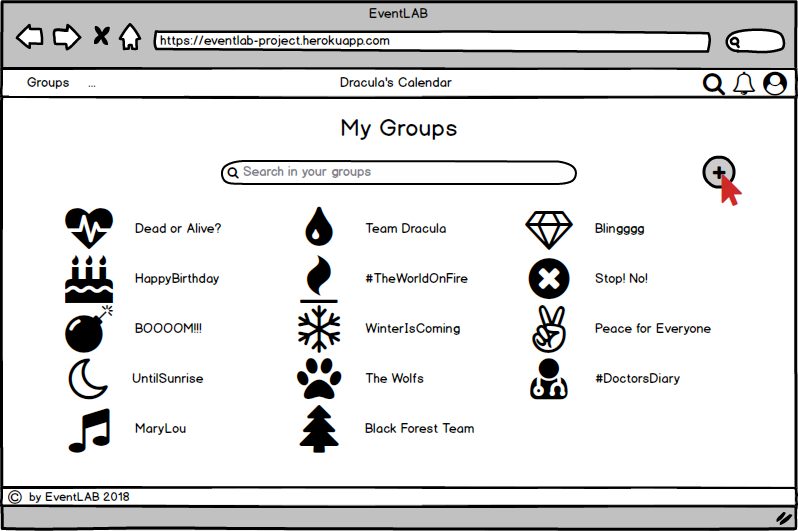 EventLAB
https://eventlab-project.herokuapp.com
Groups ... Dracula's Calendar
My Groups
Search in your groups
Dead or Alive? Team Dracula Blingggg
HappyBirthday #TheWorldOnFire Stop! No!
BOOOOM!!! WinterIsComing Peace for Everyone
UntilSunrise The Wolfs #DoctorsDiary
MaryLou Black Forest Team
© by EventLAB 2018